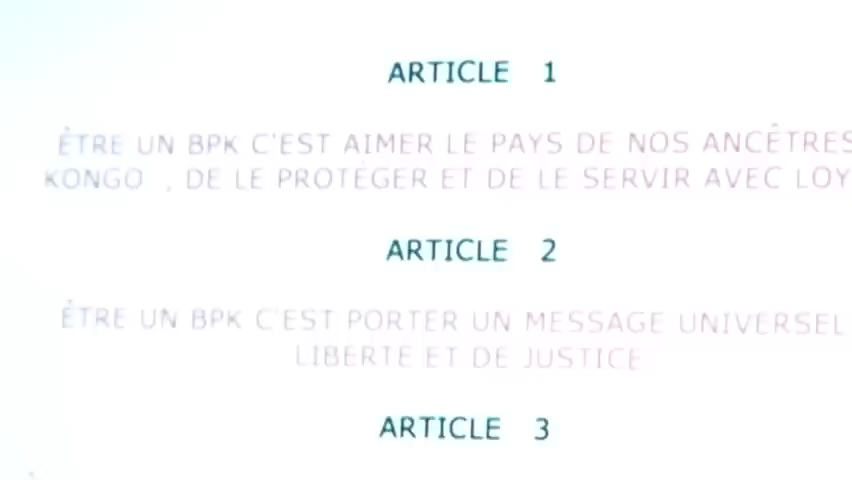 ARTICLE 1
ÊTRE UN BPK C'EST AIMER LE PAYS DE NOS ANCÊTRES
KONGO , DE LE PROTÉGER ET DE LE SERVIR AVEC
ARTICLE 2
ÊTRE UN BPK C'EST PORTER UN MESSAGE UNIVERSEL
LIBERTE ET DE JUSTICE
ARTICLE 3